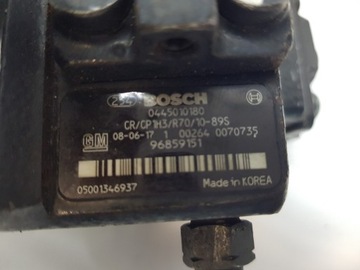 BOSCH
0445010180
CR/CP1H3/R70/10-89S
GM 08-06-17 1 00264 0070735
96859151
05001346937 Made in KOREA